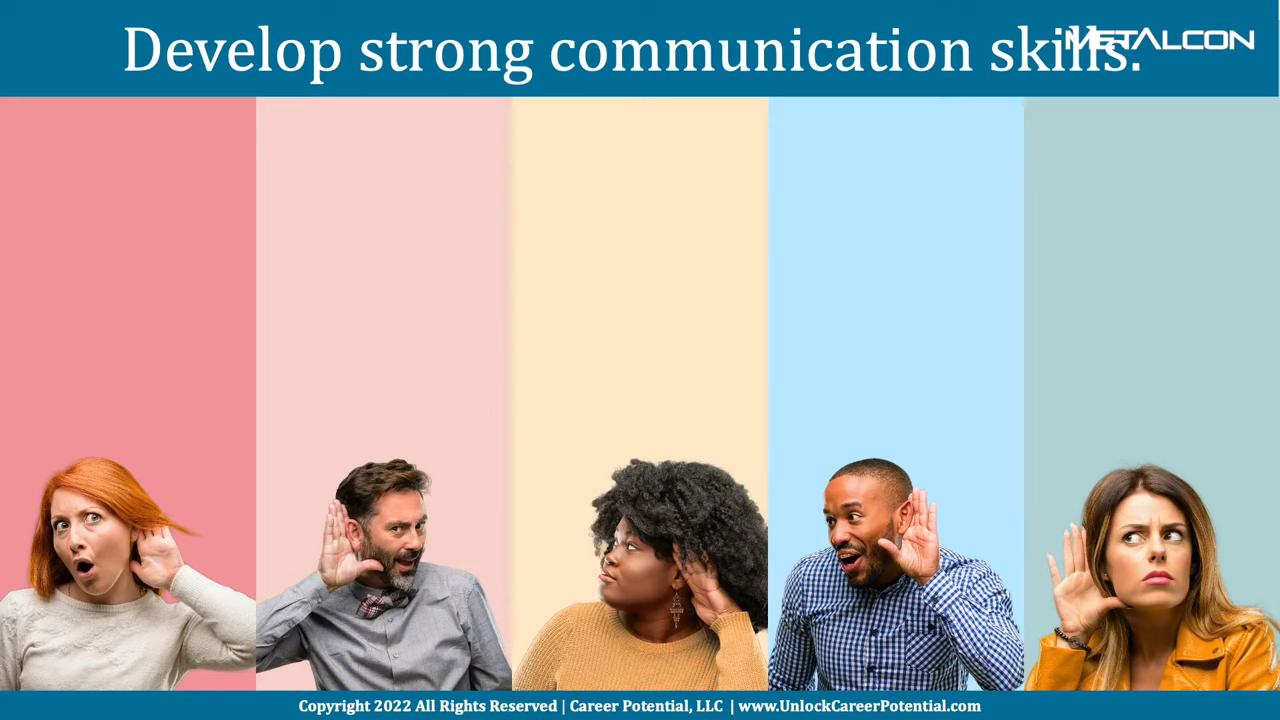 Develop strong communication skills.
METALCON
Copyright 2022 All Rights Reserved | Career Potential, LLC | www.UnlockCareerPotential.com